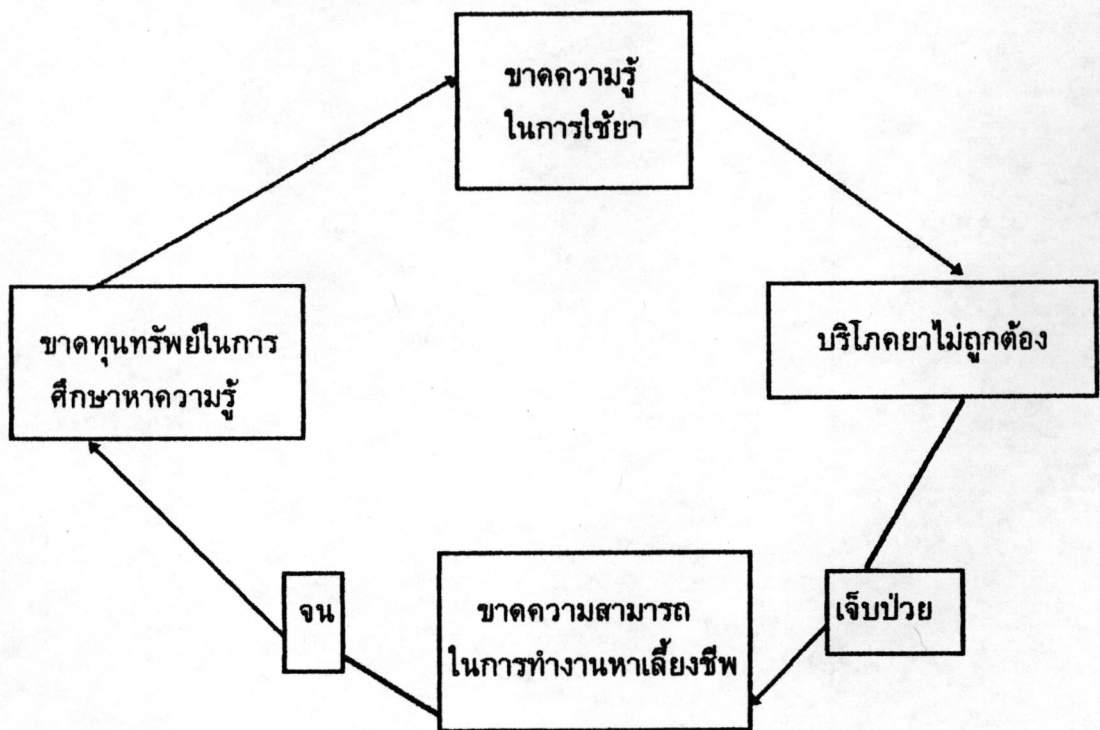 ขาดความรู้
ในการใช้ยา
ขาดทุนทรัพย์ในการ
ศึกษาหาความรู้
บริโภคยาไม่ถูกต้อง
จน
ขาดความสามารถ
ในการทำงานหาเลี้ยงชีพ
เจ็บป่วย